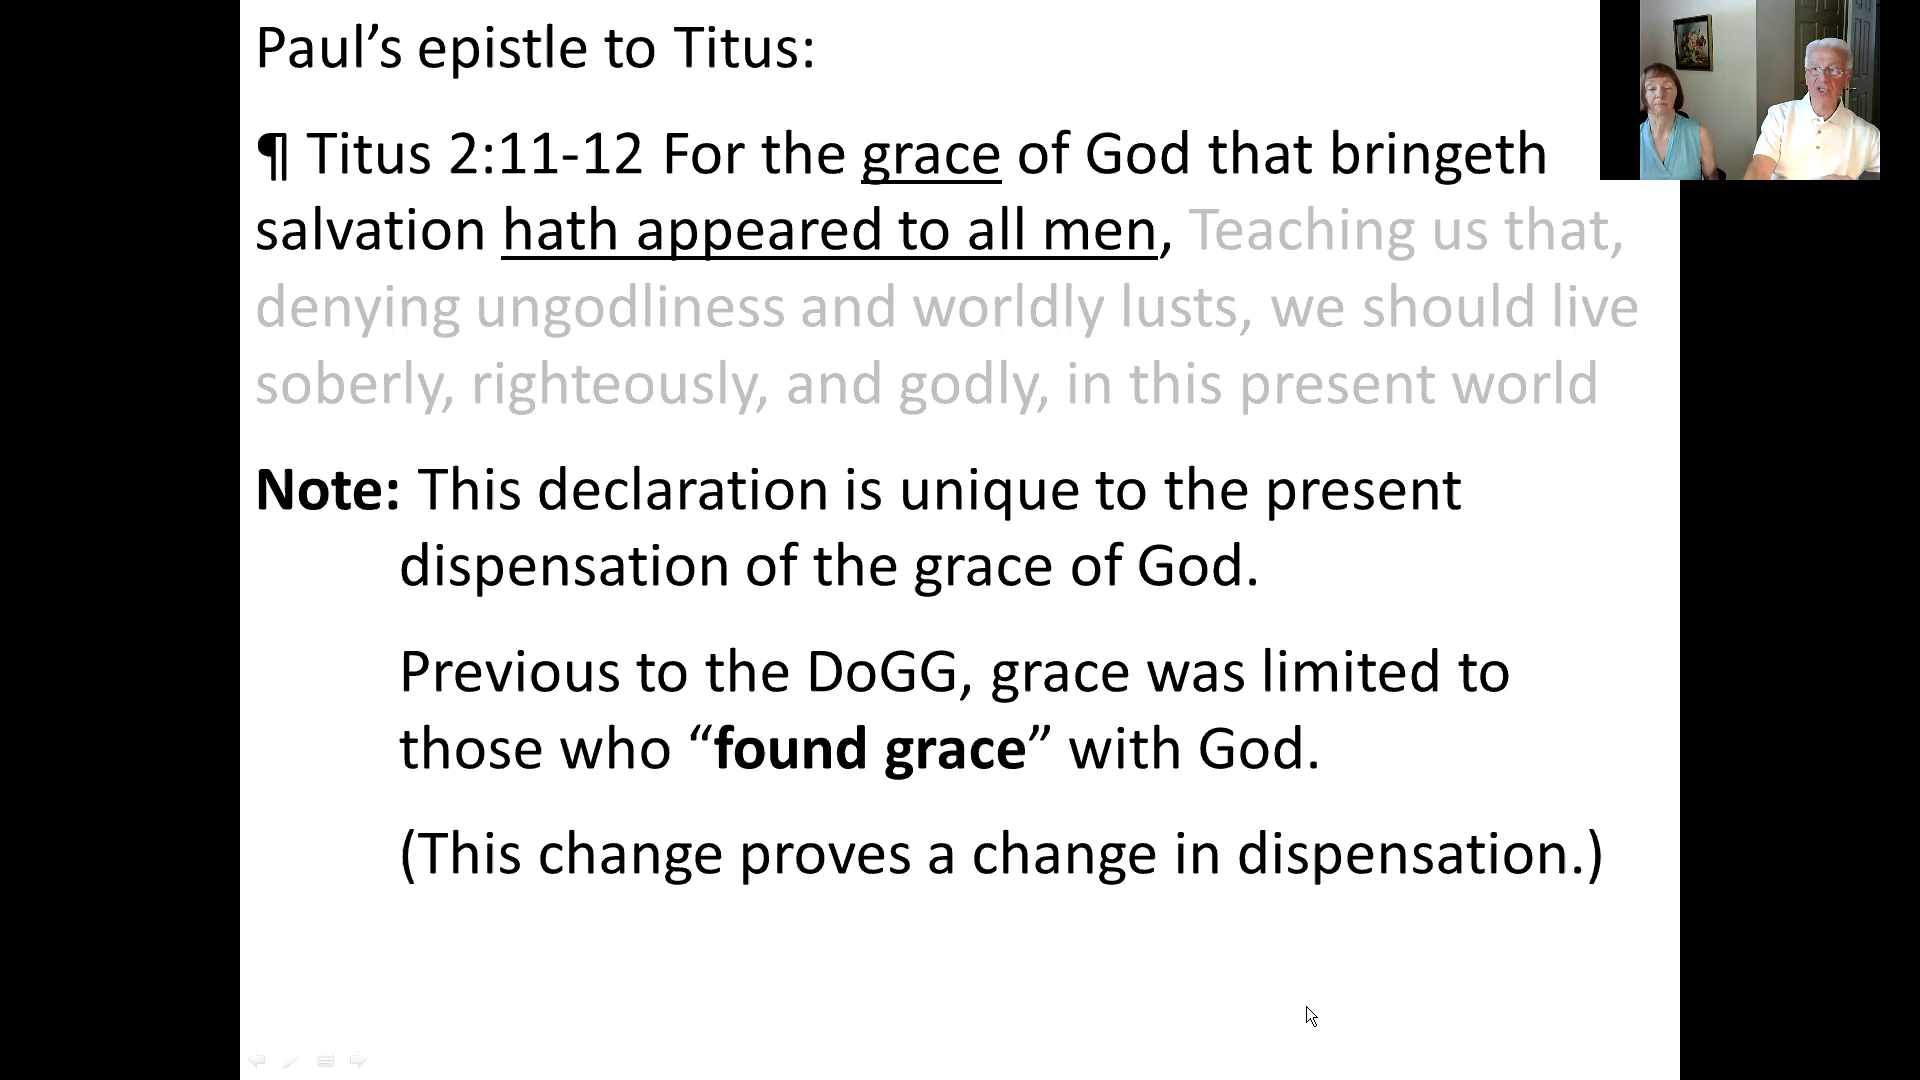 Paul’s epistle to Titus:
¶ Titus 2:11-12 For the grace of God that bringeth
salvation hath appeared to all men, Teaching us that,
denying ungodliness and worldly lusts, we should live
soberly, righteously, and godly, in this present world
Note: This declaration is unique to the present
dispensation of the grace of God.
Previous to the DoGG, grace was limited to
those who “found grace” with God.
(This change proves a change in dispensation.)